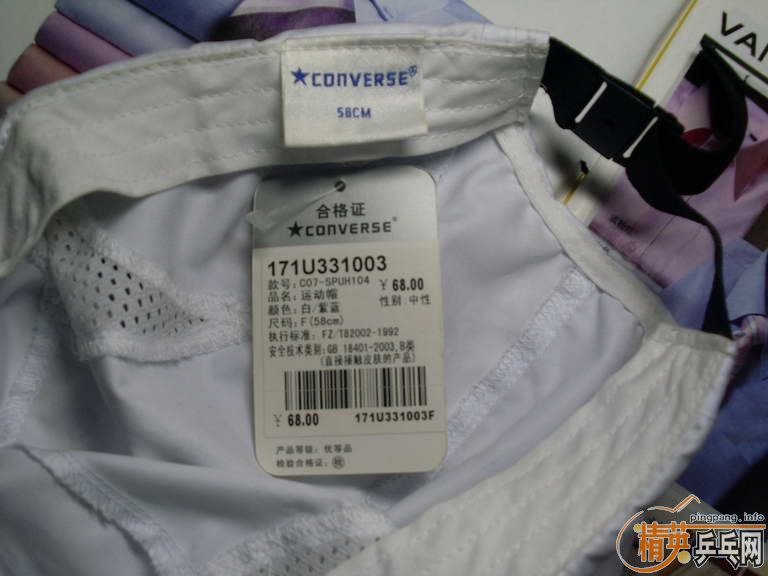 ★CONVERSE®
58CM
VAN
合格证
★CONVERSE®
171U331003
款号: C07-SPUH104
¥ 68.00
品名: 运动帽
性别: 中性
颜色: 白/紫蓝
尺码: F(58cm)
执行标准: FZ/T82002-1992
安全技术类别: GB 18401-2003 B类
(直接接触皮肤的产品)
¥ 68.00
171U331003F
产品等级: 优等品
检验合格证:
pingpang.info
精英乒乓网